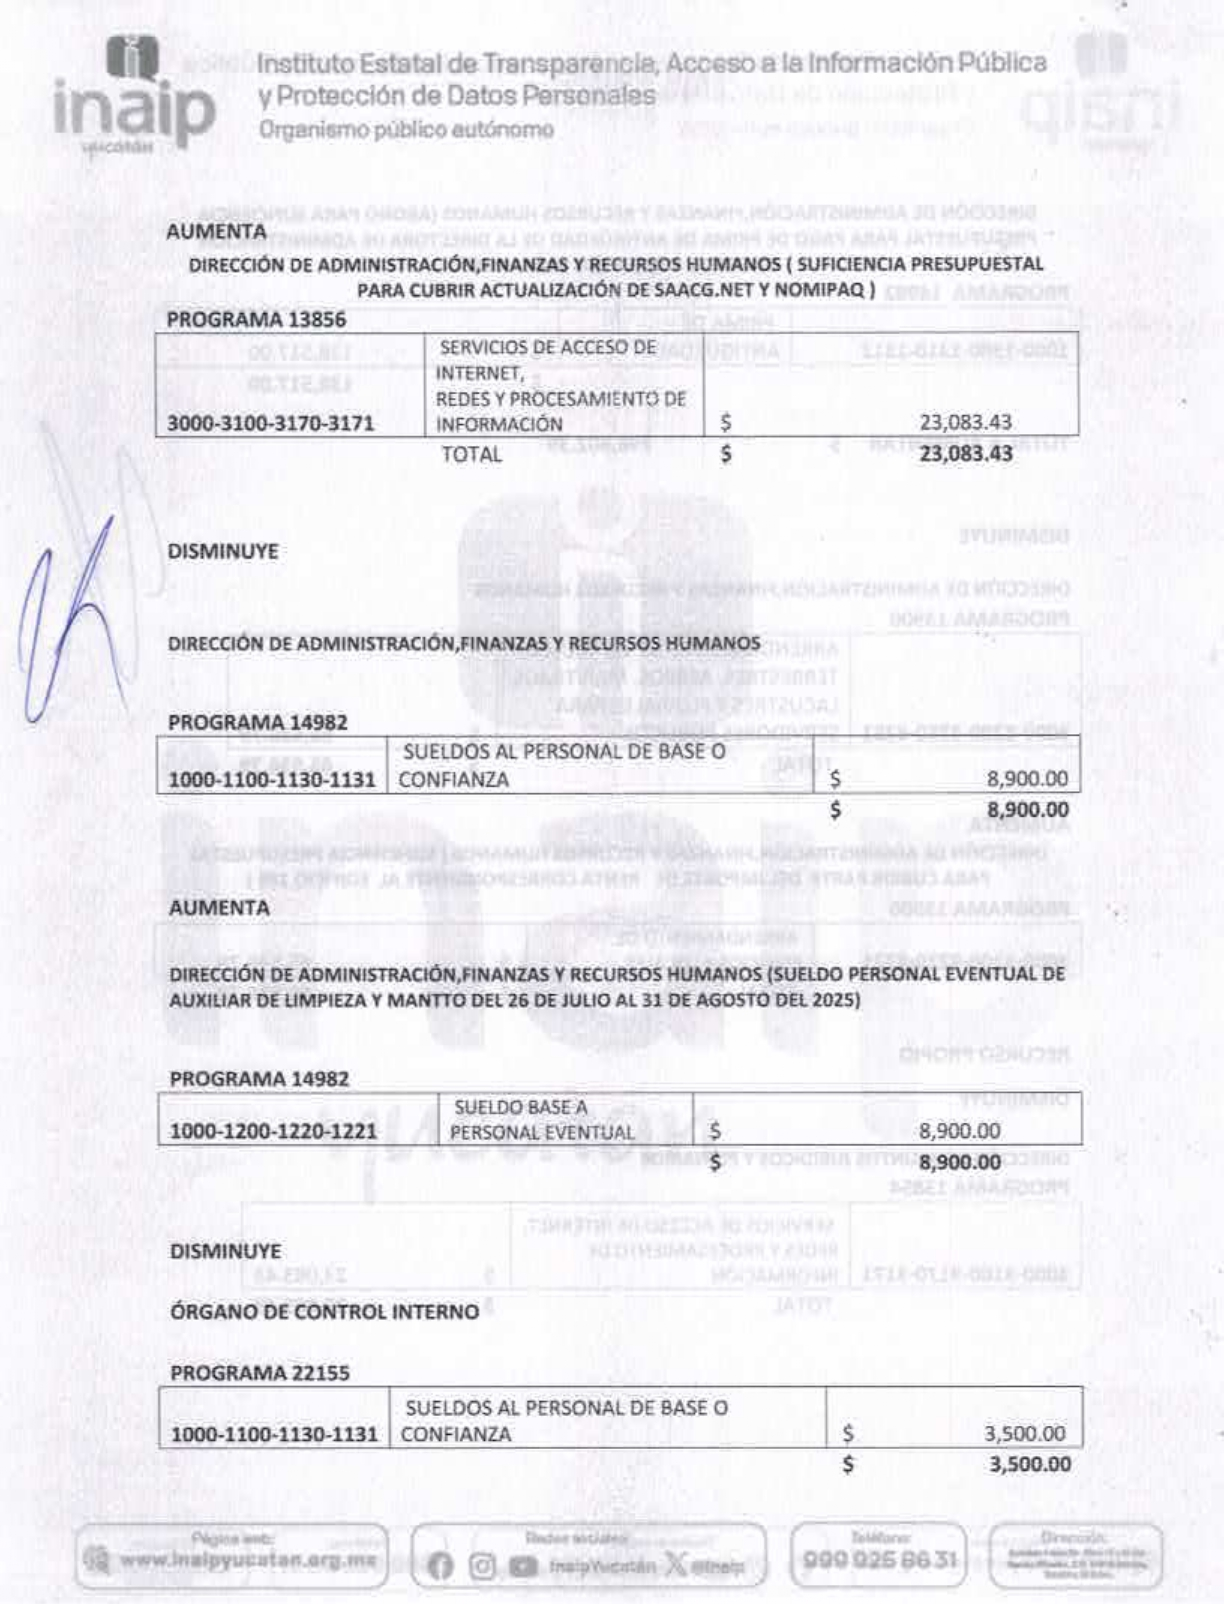 inaip
yucatán
Instituto Estatal de Transparencia, Acceso a la Información Pública
y Protección de Datos Personales
Organismo público autónomo
AUMENTA
DIRECCIÓN DE ADMINISTRACIÓN,FINANZAS Y RECURSOS HUMANOS ( SUFICIENCIA PRESUPUESTAL
PARA CUBRIR ACTUALIZACIÓN DE SAACG.NET Y NOMIPAQ )
PROGRAMA 13856
SERVICIOS DE ACCESO DE
INTERNET,
REDES Y PROCESAMIENTO DE
3000-3100-3170-3171 INFORMACIÓN $ 23,083.43
TOTAL $ 23,083.43
DISMINUYE
DIRECCIÓN DE ADMINISTRACIÓN,FINANZAS Y RECURSOS HUMANOS
PROGRAMA 14982
SUELDOS AL PERSONAL DE BASE O
1000-1100-1130-1131 CONFIANZA $ 8,900.00
$ 8,900.00
AUMENTA
DIRECCIÓN DE ADMINISTRACIÓN,FINANZAS Y RECURSOS HUMANOS (SUELDO PERSONAL EVENTUAL DE
AUXILIAR DE LIMPIEZA Y MANTTO DEL 26 DE JULIO AL 31 DE AGOSTO DEL 2025)
PROGRAMA 14982
SUELDO BASE A
1000-1200-1220-1221 PERSONAL EVENTUAL $ 8,900.00
$ 8,900.00
DISMINUYE
ÓRGANO DE CONTROL INTERNO
PROGRAMA 22155
SUELDOS AL PERSONAL DE BASE O
1000-1100-1130-1131 CONFIANZA $ 3,500.00
$ 3,500.00
Página web:
www.inaipyucatan.org.mx
Redes sociales:
InaipYucatán @inaip
Teléfono:
999 925 86 31
Dirección: